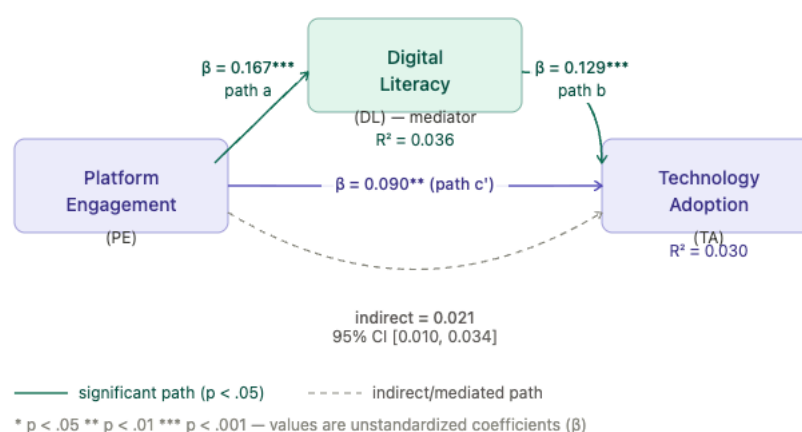 Digital
Literacy
β = 0.167***
path a
β = 0.129***
path b
(DL) — mediator
R² = 0.036
Platform
Engagement
β = 0.090** (path c')
Technology
Adoption
(PE)
(TA)
R² = 0.030
indirect = 0.021
95% CI [0.010, 0.034]
significant path (p < .05)
indirect/mediated path
* p < .05 ** p < .01 *** p < .001 — values are unstandardized coefficients (β)